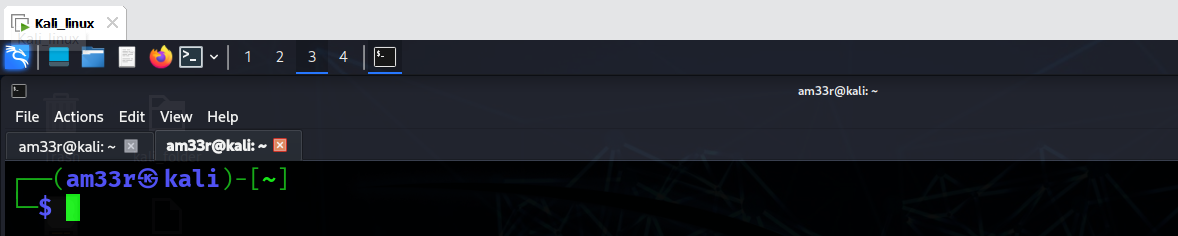 Kali_linux
1 2 3 4
am33r@kali: ~
File Actions Edit View Help
am33r@kali: ~ am33r@kali: ~
┌──(am33r㉿kali)-[~]
└─$